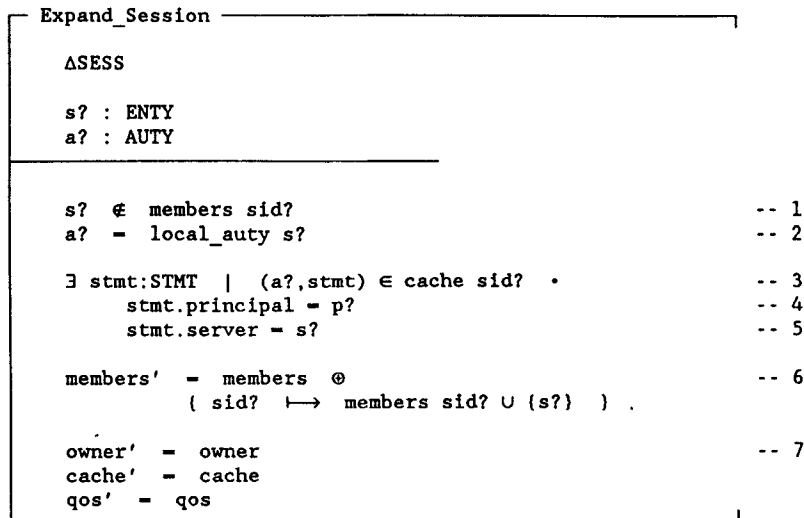 Expand_Session
ΔSESS
s? : ENTY
a? : AUTY
s? ∉ members sid? -- 1
a? = local_auty s? -- 2
∃ stmt:STMT | (a?,stmt) ∈ cache sid? • -- 3
stmt.principal = p? -- 4
stmt.server = s? -- 5
members' = members ⊕ -- 6
{ sid? ⟼ members sid? ∪ {s?} } .
owner' = owner -- 7
cache' = cache
qos' = qos